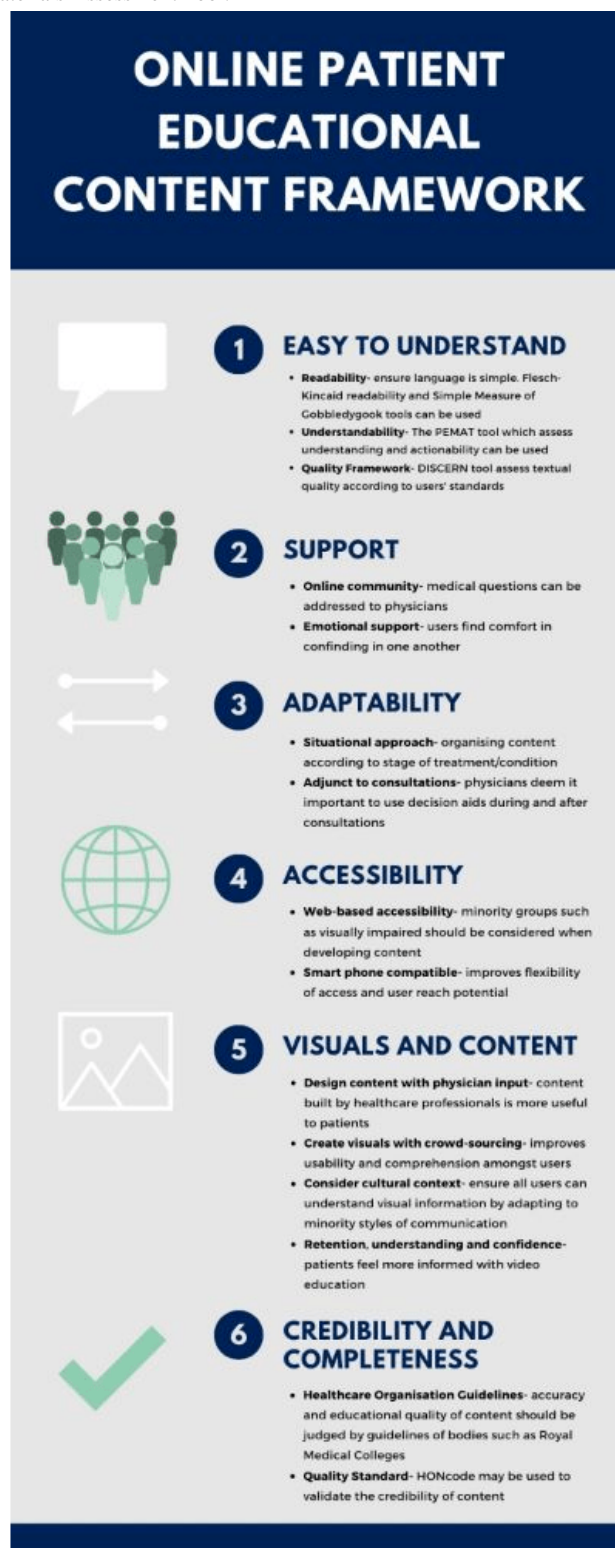 ONLINE PATIENT
EDUCATIONAL
CONTENT FRAMEWORK
1
EASY TO UNDERSTAND
• Readability- ensure language is simple. Flesch-
Kincaid readability and Simple Measure of
Gobbledygook tools can be used
• Understandability- The PEMAT tool which assess
understanding and actionability can be used
• Quality Framework- DISCERN tool assess textual
quality according to users' standards
2
SUPPORT
• Online community- medical questions can be
addressed to physicians
• Emotional support- users find comfort in
confinding in one another
3
ADAPTABILITY
• Situational approach- organising content
according to stage of treatment/condition
• Adjunct to consultations- physicians deem it
important to use decision aids during and after
consultations
4
ACCESSIBILITY
• Web-based accessibility- minority groups such
as visually impaired should be considered when
developing content
• Smart phone compatible- improves flexibility
of access and user reach potential
5
VISUALS AND CONTENT
• Design content with physician input- content
built by healthcare professionals is more useful
to patients
• Create visuals with crowd-sourcing- improves
usability and comprehension amongst users
• Consider cultural context- ensure all users can
understand visual information by adapting to
minority styles of communication
• Retention, understanding and confidence-
patients feel more informed with video
education
6
CREDIBILITY AND
COMPLETENESS
• Healthcare Organisation Guidelines- accuracy
and educational quality of content should be
judged by guidelines of bodies such as Royal
Medical Colleges
• Quality Standard- HONcode may be used to
validate the credibility of content